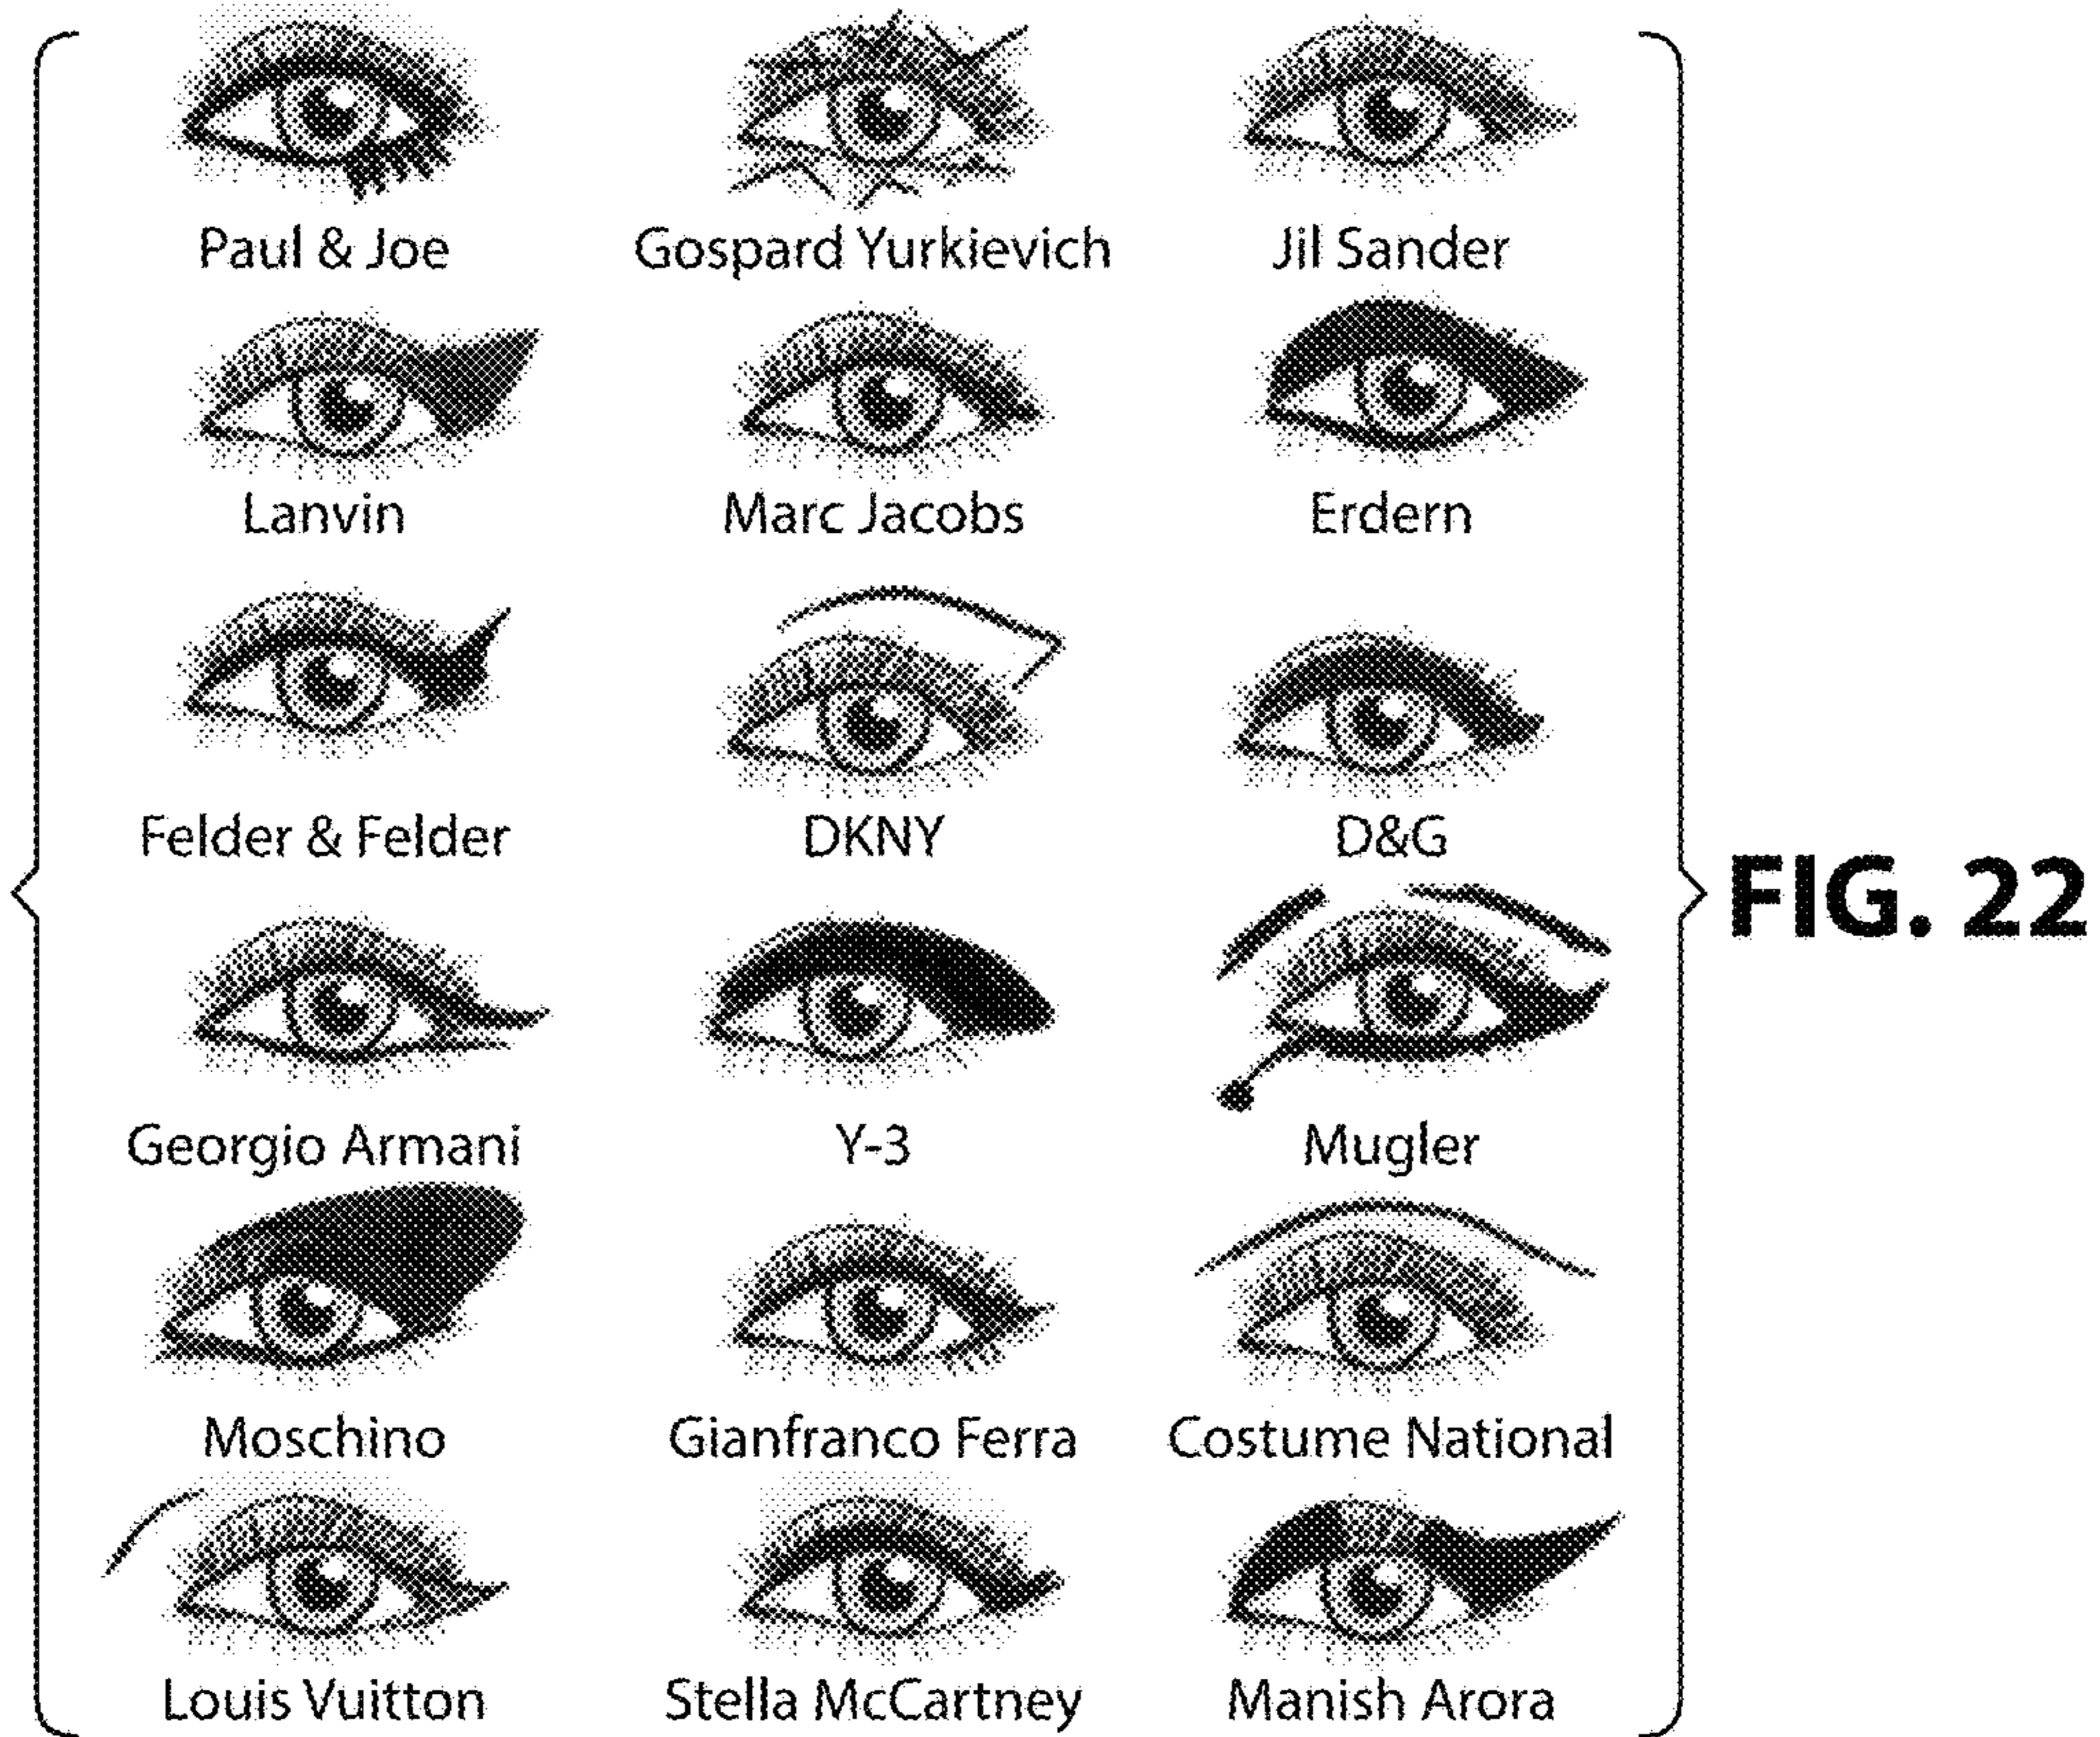 Paul & Joe
Gospard Yurkievich
Jil Sander
Lanvin
Marc Jacobs
Erdern
Felder & Felder
DKNY
D&G
FIG. 22
Georgio Armani
Y-3
Mugler
Moschino
Gianfranco Ferra
Costume National
Louis Vuitton
Stella McCartney
Manish Arora